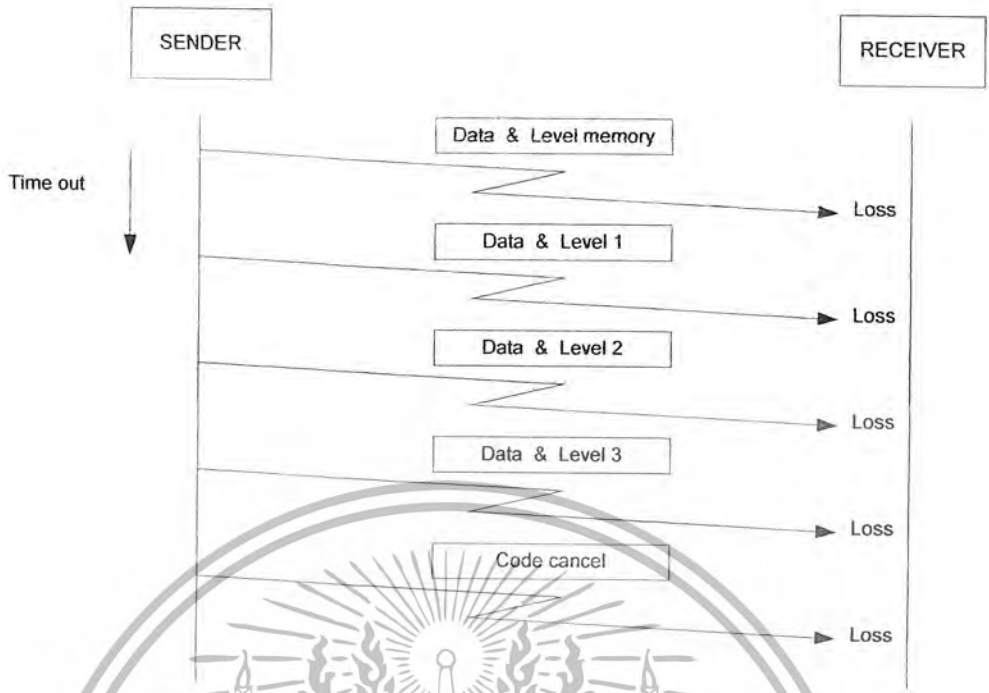 SENDER
RECEIVER
Data & Level memory
Time out
Loss
Data & Level 1
Loss
Data & Level 2
Loss
Data & Level 3
Loss
Code cancel
Loss